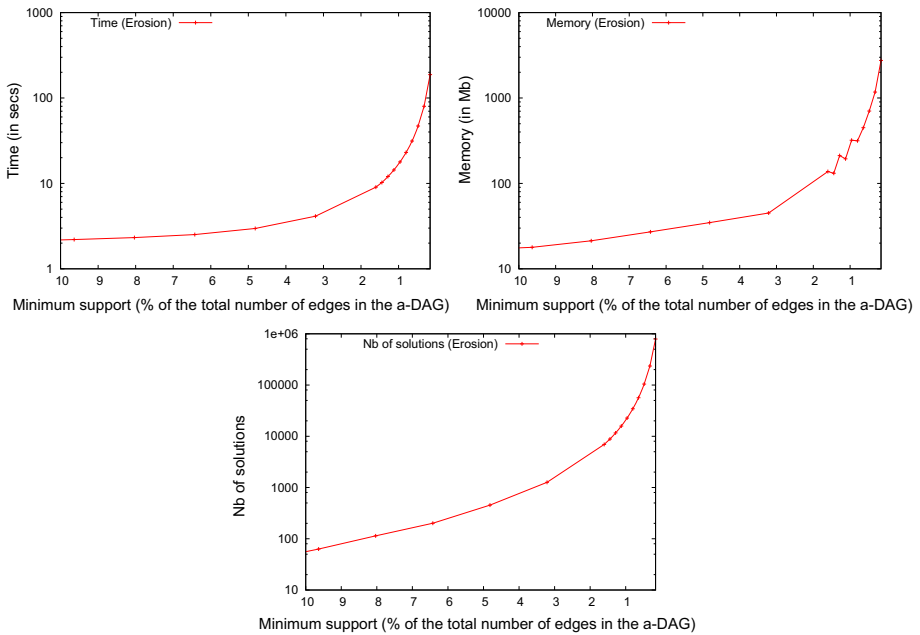 Time (Erosion)
1000
100
10
1
Time (in secs)
10 9 8 7 6 5 4 3 2 1
Minimum support (% of the total number of edges in the a-DAG)
Memory (Erosion)
10000
1000
100
10
Memory (in Mb)
10 9 8 7 6 5 4 3 2 1
Minimum support (% of the total number of edges in the a-DAG)
Nb of solutions (Erosion)
1e+06
100000
10000
1000
100
10
Nb of solutions
10 9 8 7 6 5 4 3 2 1
Minimum support (% of the total number of edges in the a-DAG)